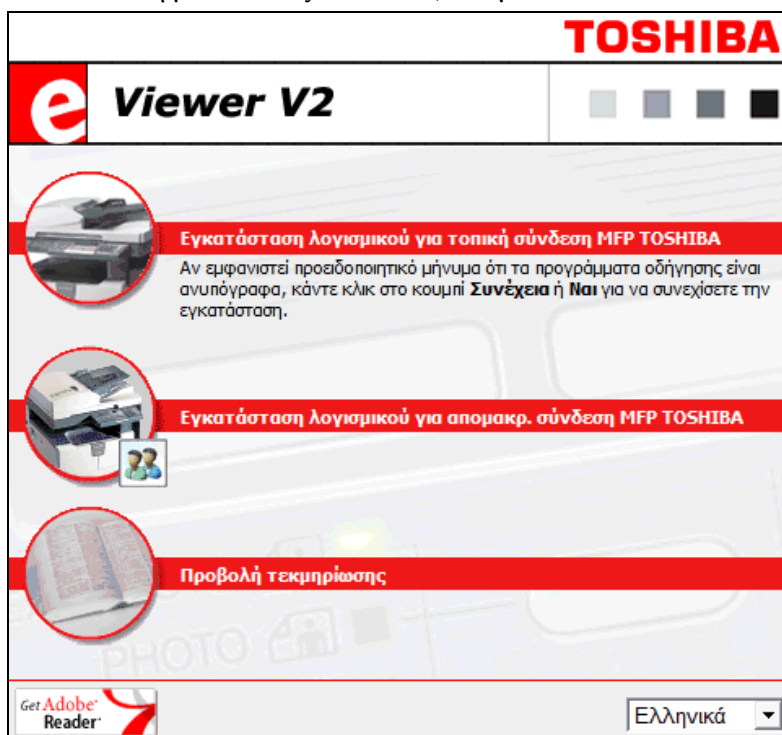 TOSHIBA
e Viewer V2
Εγκατάσταση λογισμικού για τοπική σύνδεση MFP TOSHIBA
Αν εμφανιστεί προειδοποιητικό μήνυμα ότι τα προγράμματα οδήγησης είναι
ανυπόγραφα, κάντε κλικ στο κουμπί Συνέχεια ή Ναι για να συνεχίσετε την
εγκατάσταση.
Εγκατάσταση λογισμικού για απομακρ. σύνδεση MFP TOSHIBA
Προβολή τεκμηρίωσης
PHOTO
Get Adobe
Reader
Ελληνικά